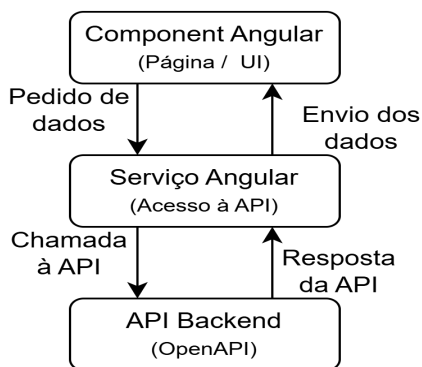 Component Angular
(Página / UI)
Pedido de
dados
Envio dos
dados
Serviço Angular
(Acesso à API)
Chamada
à API
Resposta
da API
API Backend
(OpenAPI)